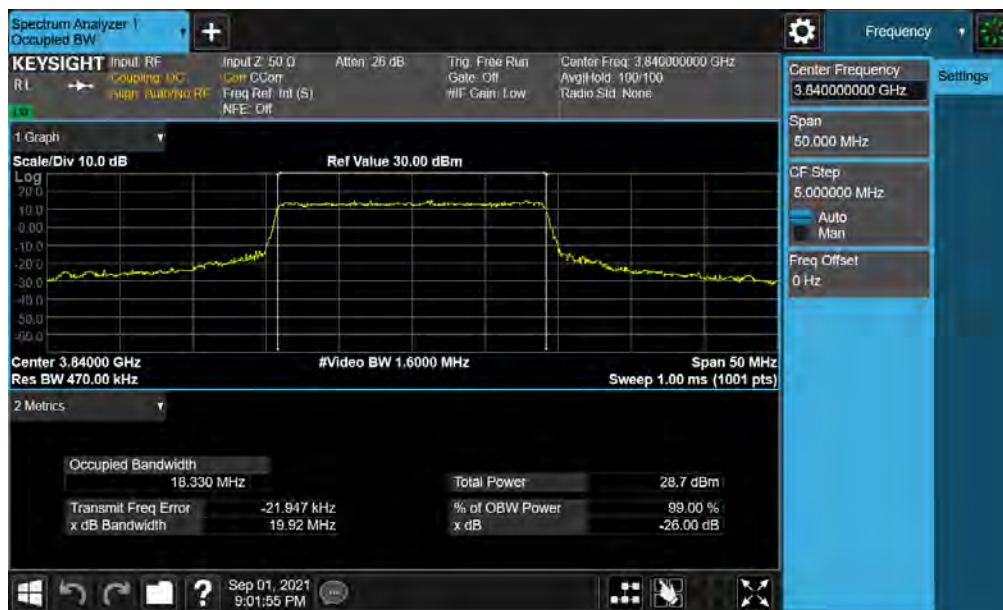 Spectrum Analyzer 1
Occupied BW
+
Frequency
KEYSIGHT
RL
Input: RF
Coupling: DC
Align: Auto/No RF
Input Z: 50 Ω
Corr CCorr
Freq Ref: Int (S)
NFE: Off
Atten: 26 dB
Trig: Free Run
Gate: Off
#IF Gain: Low
Center Freq: 3.840000000 GHz
Avg|Hold: 100/100
Radio Std: None
Center Frequency
3.840000000 GHz
Settings
Span
50.000 MHz
CF Step
5.000000 MHz
Auto
Man
Freq Offset
0 Hz
1 Graph
Scale/Div 10.0 dB
Ref Value 30.00 dBm
Log
20.0
10.0
0.00
-10.0
-20.0
-30.0
-40.0
-50.0
-60.0
Center 3.84000 GHz
#Video BW 1.6000 MHz
Span 50 MHz
Res BW 470.00 kHz
Sweep 1.00 ms (1001 pts)
2 Metrics
Occupied Bandwidth
18.330 MHz
Total Power 28.7 dBm
Transmit Freq Error -21.947 kHz
% of OBW Power 99.00 %
x dB Bandwidth 19.92 MHz
x dB -26.00 dB
?
Sep 01, 2021
9:01:55 PM